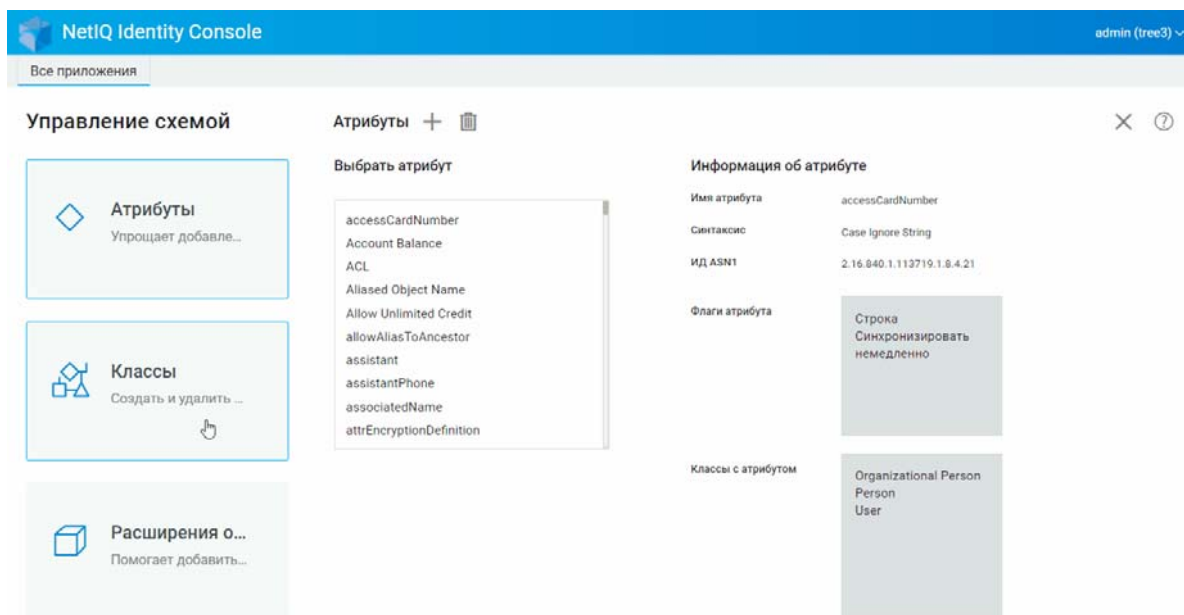 NetIQ Identity Console
admin (tree3)
Все приложения
Управление схемой
Атрибуты
Упрощает добавле...
Классы
Создать и удалить ...
Расширения о...
Помогает добавить...
Атрибуты
Выбрать атрибут
accessCardNumber
Account Balance
ACL
Aliased Object Name
Allow Unlimited Credit
allowAliasToAncestor
assistant
assistantPhone
associatedName
attrEncryptionDefinition
Информация об атрибуте
Имя атрибута accessCardNumber
Синтаксис Case Ignore String
ИД ASN1 2.16.840.1.113719.1.8.4.21
Флаги атрибута
Строка
Синхронизировать
немедленно
Классы с атрибутом
Organizational Person
Person
User